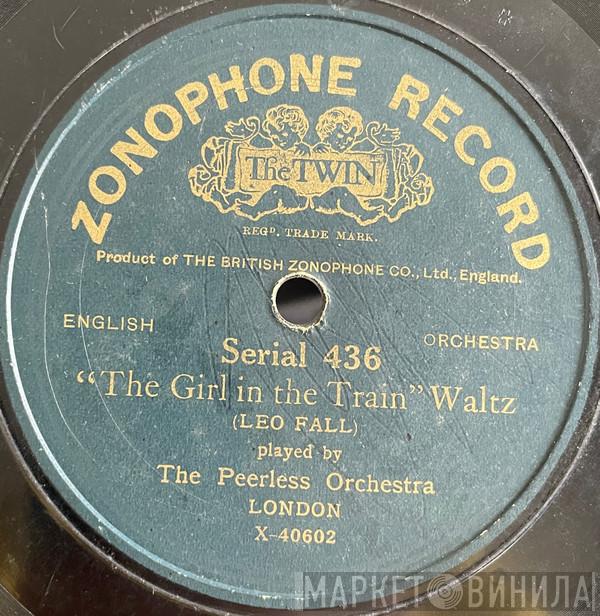 ZONOPHONE RECORD
The TWIN
REGD. TRADE MARK.
Product of THE BRITISH ZONOPHONE CO., Ltd., England.
ENGLISH ORCHESTRA
Serial 436
“The Girl in the Train” Waltz
(LEO FALL)
played by
The Peerless Orchestra
LONDON
X-40602
МАРКЕТ ВИНИЛА